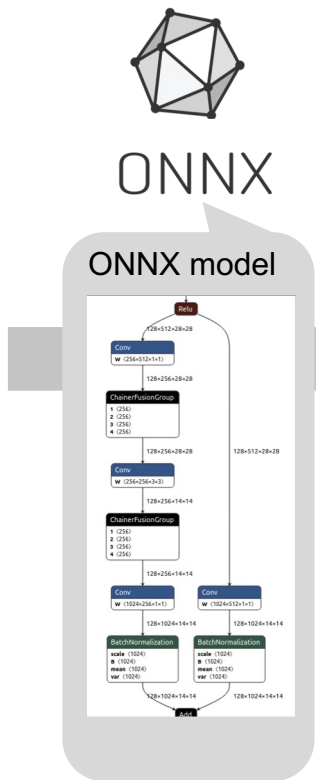 ONNX
ONNX model
Relu
128×512×28×28
Conv
W ⟨256×512×1×1⟩
128×256×28×28
ChainerFusionGroup
1 ⟨256⟩
2 ⟨256⟩
3 ⟨256⟩
4 ⟨256⟩
128×256×28×28
128×512×28×28
Conv
W ⟨256×256×3×3⟩
128×256×14×14
ChainerFusionGroup
1 ⟨256⟩
2 ⟨256⟩
3 ⟨256⟩
4 ⟨256⟩
128×256×14×14
Conv
W ⟨1024×256×1×1⟩
Conv
W ⟨1024×512×1×1⟩
128×1024×14×14
128×1024×14×14
BatchNormalization
scale ⟨1024⟩
B ⟨1024⟩
mean ⟨1024⟩
var ⟨1024⟩
BatchNormalization
scale ⟨1024⟩
B ⟨1024⟩
mean ⟨1024⟩
var ⟨1024⟩
128×1024×14×14
128×1024×14×14
Add